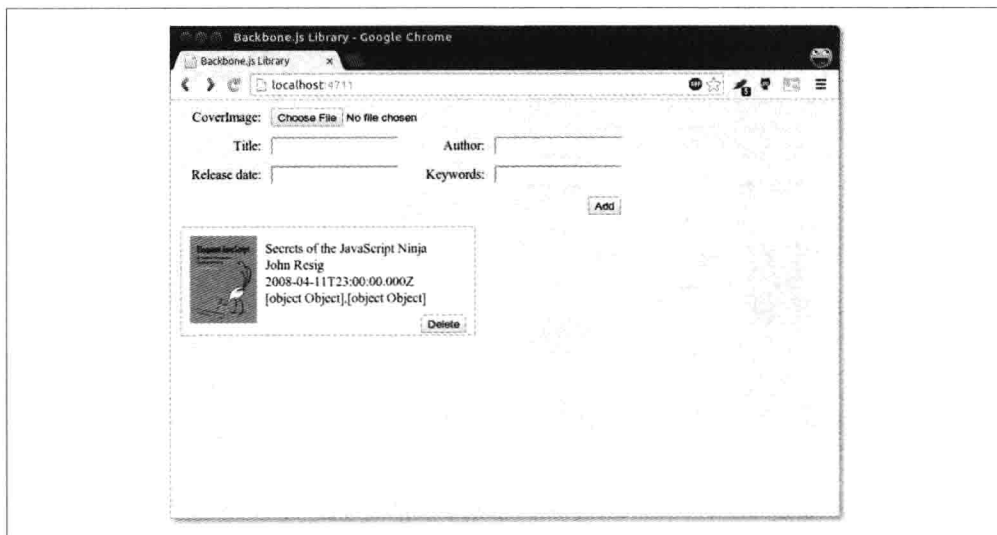 Backbone.js Library - Google Chrome
Backbone.js Library x
localhost:4711
CoverImage: Choose File No file chosen
Title: Author:
Release date: Keywords:
Add
Secrets of the JavaScript Ninja
John Resig
2008-04-11T23:00:00.000Z
[object Object],[object Object]
Delete